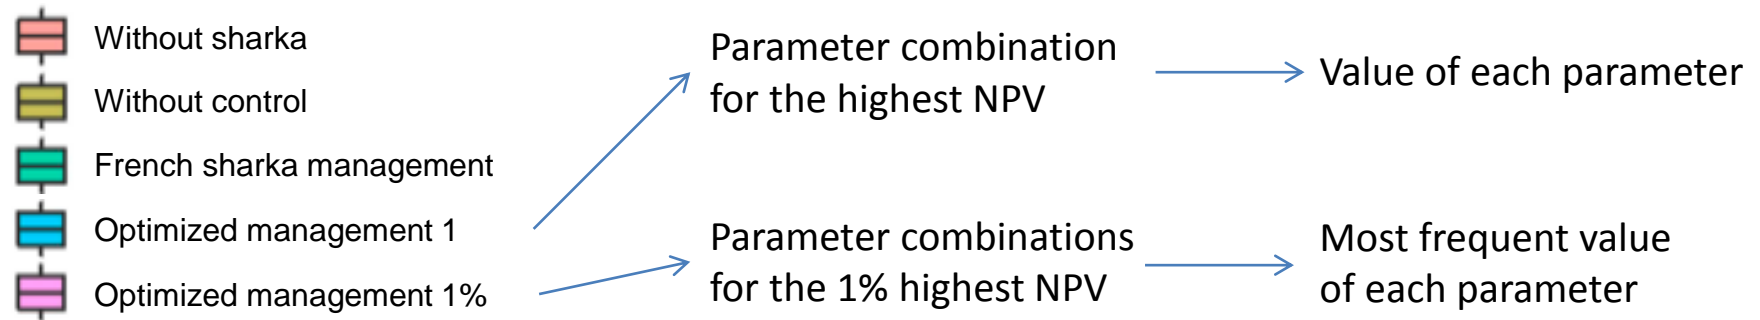 Without sharka
Without control
French sharka management
Optimized management 1
Optimized management 1%
Parameter combination
for the highest NPV
Value of each parameter
Parameter combinations
for the 1% highest NPV
Most frequent value
of each parameter